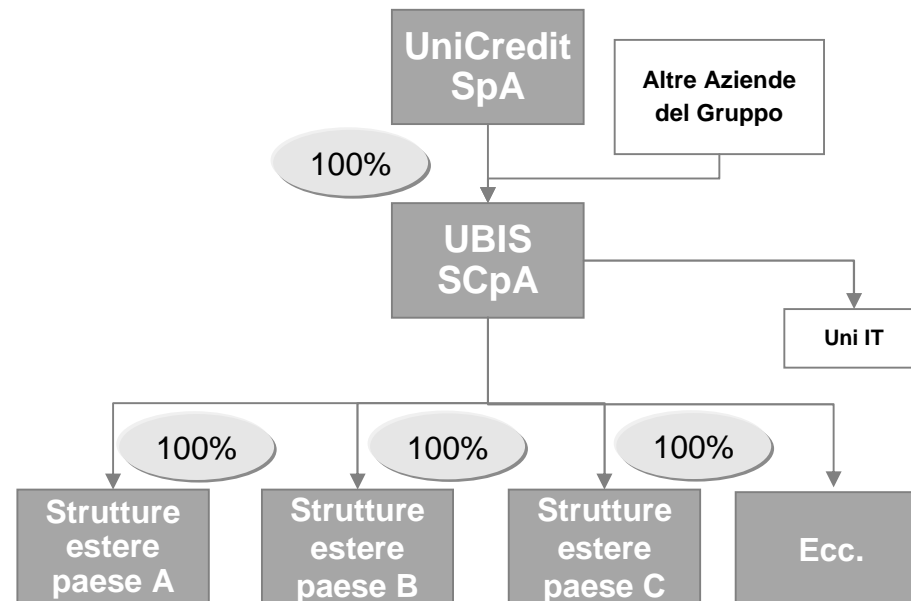 UniCredit
SpA
Altre Aziende
del Gruppo
100%
UBIS
SCpA
Uni IT
100%
100%
100%
Strutture
estere
paese A
Strutture
estere
paese B
Strutture
estere
paese C
Ecc.